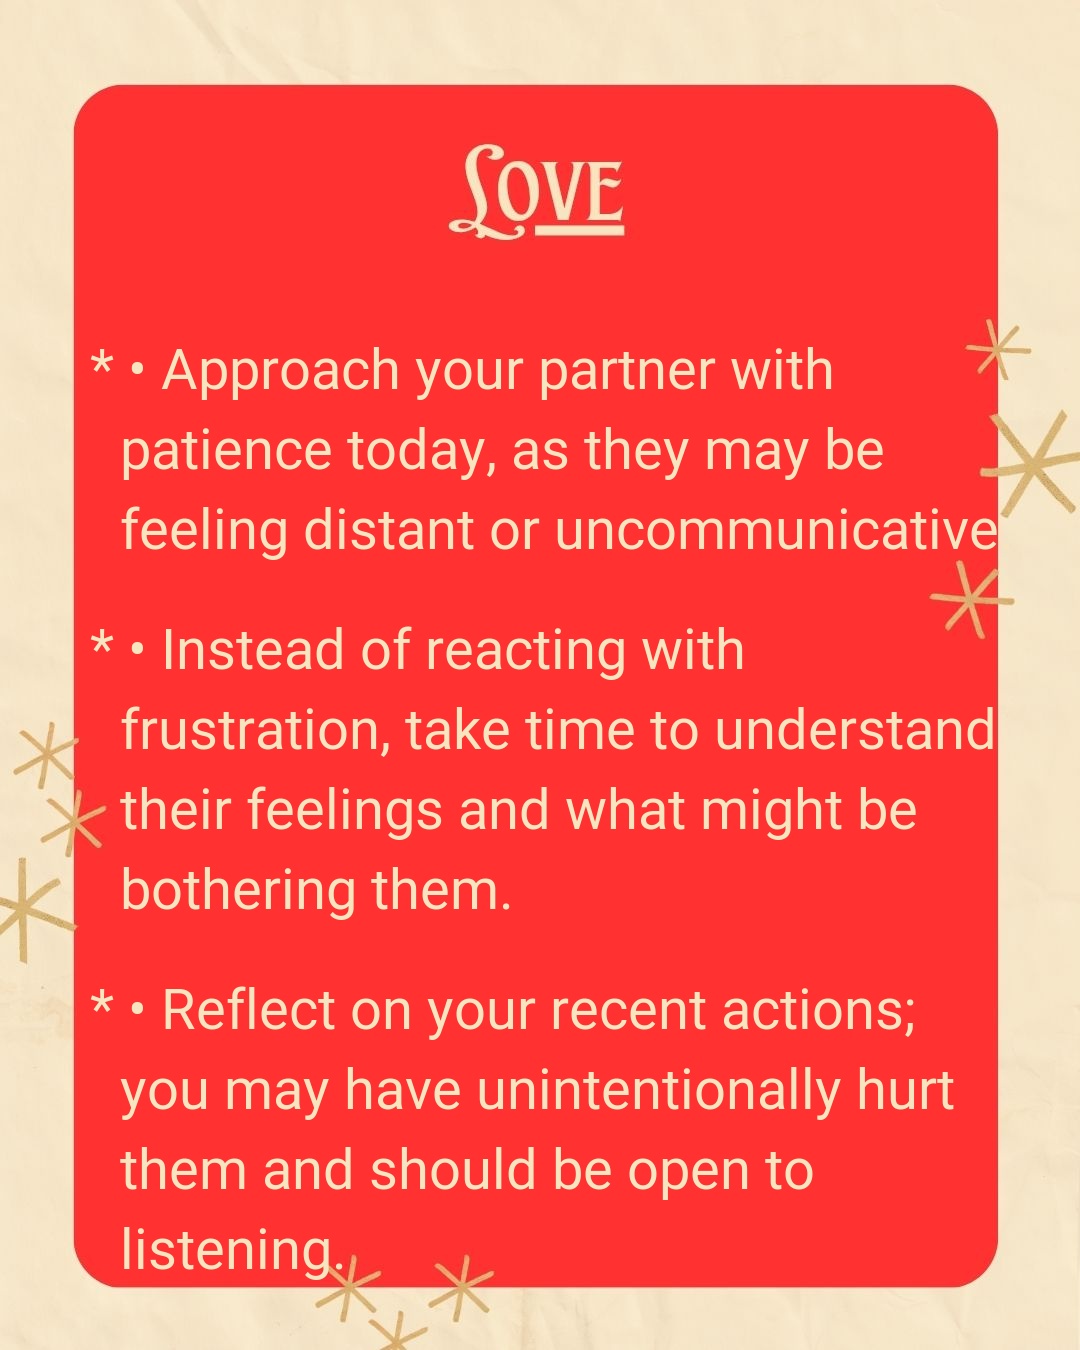 Love
* • Approach your partner with
patience today, as they may be
feeling distant or uncommunicative
* • Instead of reacting with
frustration, take time to understand
their feelings and what might be
bothering them.
* • Reflect on your recent actions;
you may have unintentionally hurt
them and should be open to
listening.